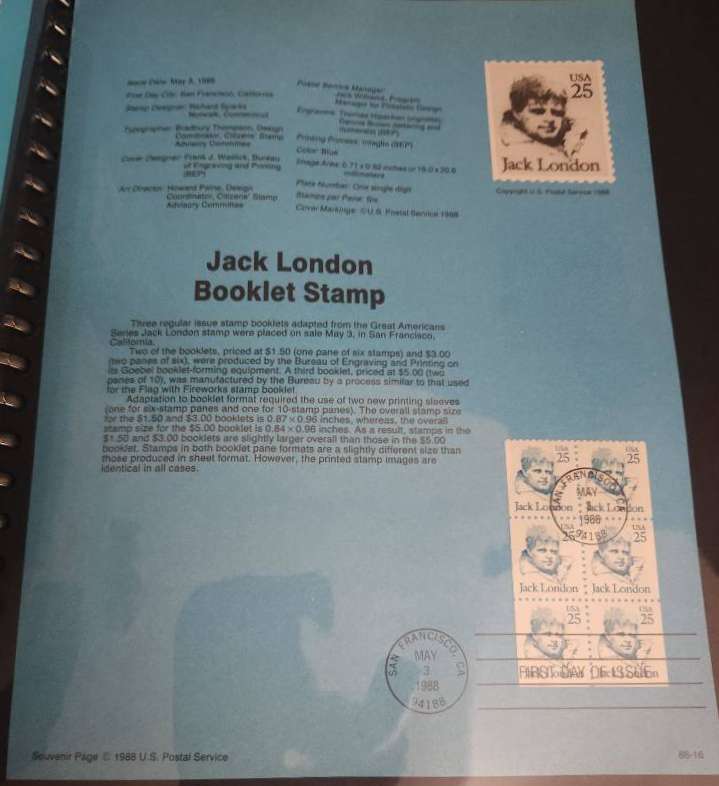 Issue Date: May 3, 1988
First Day City: San Francisco, California
Stamp Designer: Richard Sparks
Norwalk, Connecticut
Typographer: Bradbury Thompson, Design
Coordinator, Citizens' Stamp
Advisory Committee
Cover Designer: Frank J. Waslick, Bureau
of Engraving and Printing
(BEP)
Art Director: Howard Paine, Design
Coordinator, Citizens' Stamp
Advisory Committee
Postal Service Manager:
Jack Williams, Program
Manager for Philatelic Design
Engravers: Thomas Hipschen (vignette)
Dennis Brown (lettering and
numerals) (BEP)
Printing Process: Intaglio (BEP)
Color: Blue
Image Area: 0.71 x 0.82 inches or 18.0 x 20.8
millimeters
Plate Number: One single digit
Stamps per Pane: Six
Cover Markings: ©U.S. Postal Service 1988
USA
25
Jack London
Copyright U.S. Postal Service 1988
Jack London
Booklet Stamp
Three regular issue stamp booklets adapted from the Great Americans
Series Jack London stamp were placed on sale May 3, in San Francisco,
California.
Two of the booklets, priced at $1.50 (one pane of six stamps) and $3.00
(two panes of six), were produced by the Bureau of Engraving and Printing on
its Goebel booklet-forming equipment. A third booklet, priced at $5.00 (two
panes of 10), was manufactured by the Bureau by a process similar to that used
for the Flag with Fireworks stamp booklet.
Adaptation to booklet format required the use of two new printing sleeves
(one for six-stamp panes and one for 10-stamp panes). The overall stamp size
for the $1.50 and $3.00 booklets is 0.87 x 0.96 inches, whereas, the overall
stamp size for the $5.00 booklet is 0.84 x 0.96 inches. As a result, stamps in the
$1.50 and $3.00 booklets are slightly larger overall than those in the $5.00
booklet. Stamps in both booklet pane formats are a slightly different size than
those produced in sheet format. However, the printed stamp images are
identical in all cases.
USA 25 USA 25
Jack London Jack London
SAN FRANCISCO, CA
MAY
3
1988
94188
USA 25 USA 25
Jack London Jack London
USA 25 USA 25
Jack London Jack London
SAN FRANCISCO, CA
MAY
3
1988
94188
FIRST DAY OF ISSUE
Souvenir Page © 1988 U.S. Postal Service
88-16